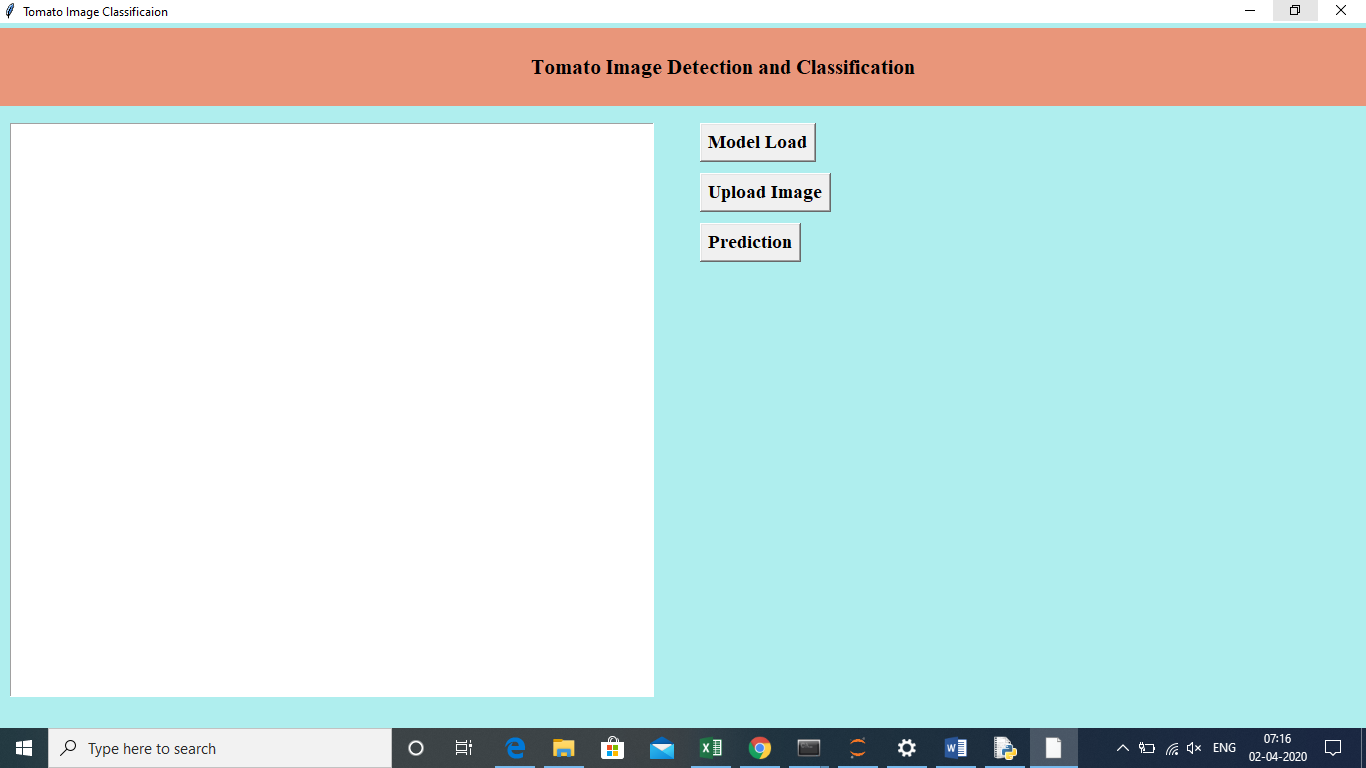 Tomato Image Classificaion
Tomato Image Detection and Classification
Model Load
Upload Image
Prediction
Type here to search
ENG
07:16
02-04-2020